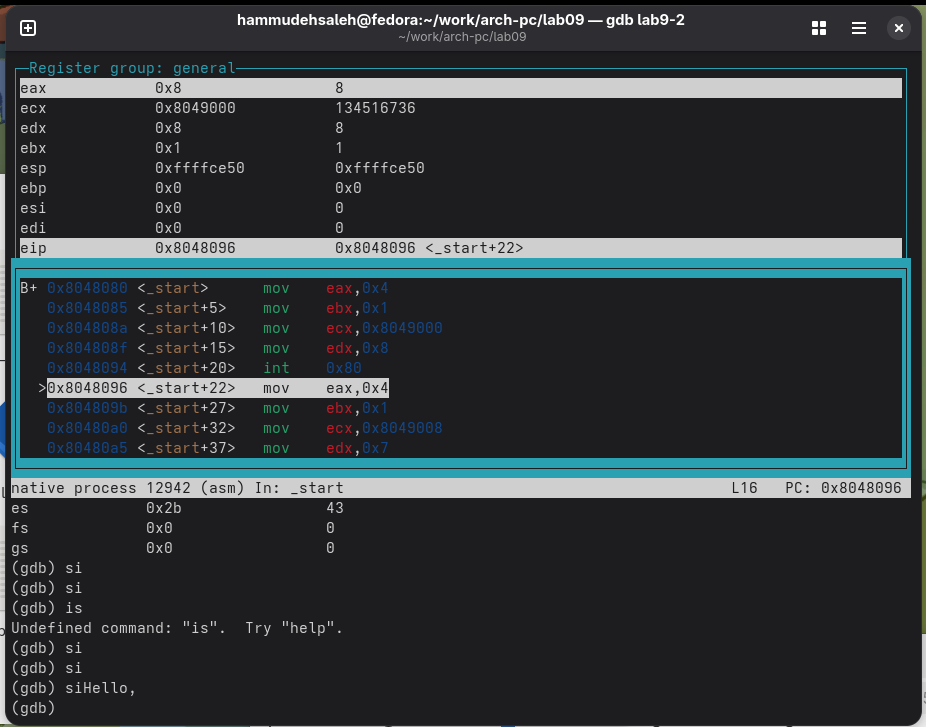 hammudehsaleh@fedora:~/work/arch-pc/lab09 — gdb lab9-2
~/work/arch-pc/lab09
Register group: general
eax 0x8 8
ecx 0x8049000 134516736
edx 0x8 8
ebx 0x1 1
esp 0xffffce50 0xffffce50
ebp 0x0 0x0
esi 0x0 0
edi 0x0 0
eip 0x8048096 0x8048096 <_start+22>
B+ 0x8048080 <_start> mov eax,0x4
0x8048085 <_start+5> mov ebx,0x1
0x804808a <_start+10> mov ecx,0x8049000
0x804808f <_start+15> mov edx,0x8
0x8048094 <_start+20> int 0x80
>0x8048096 <_start+22> mov eax,0x4
0x804809b <_start+27> mov ebx,0x1
0x80480a0 <_start+32> mov ecx,0x8049008
0x80480a5 <_start+37> mov edx,0x7
native process 12942 (asm) In: _start L16 PC: 0x8048096
es 0x2b 43
fs 0x0 0
gs 0x0 0
(gdb) si
(gdb) si
(gdb) is
Undefined command: "is".  Try "help".
(gdb) si
(gdb) si
(gdb) siHello,
(gdb)